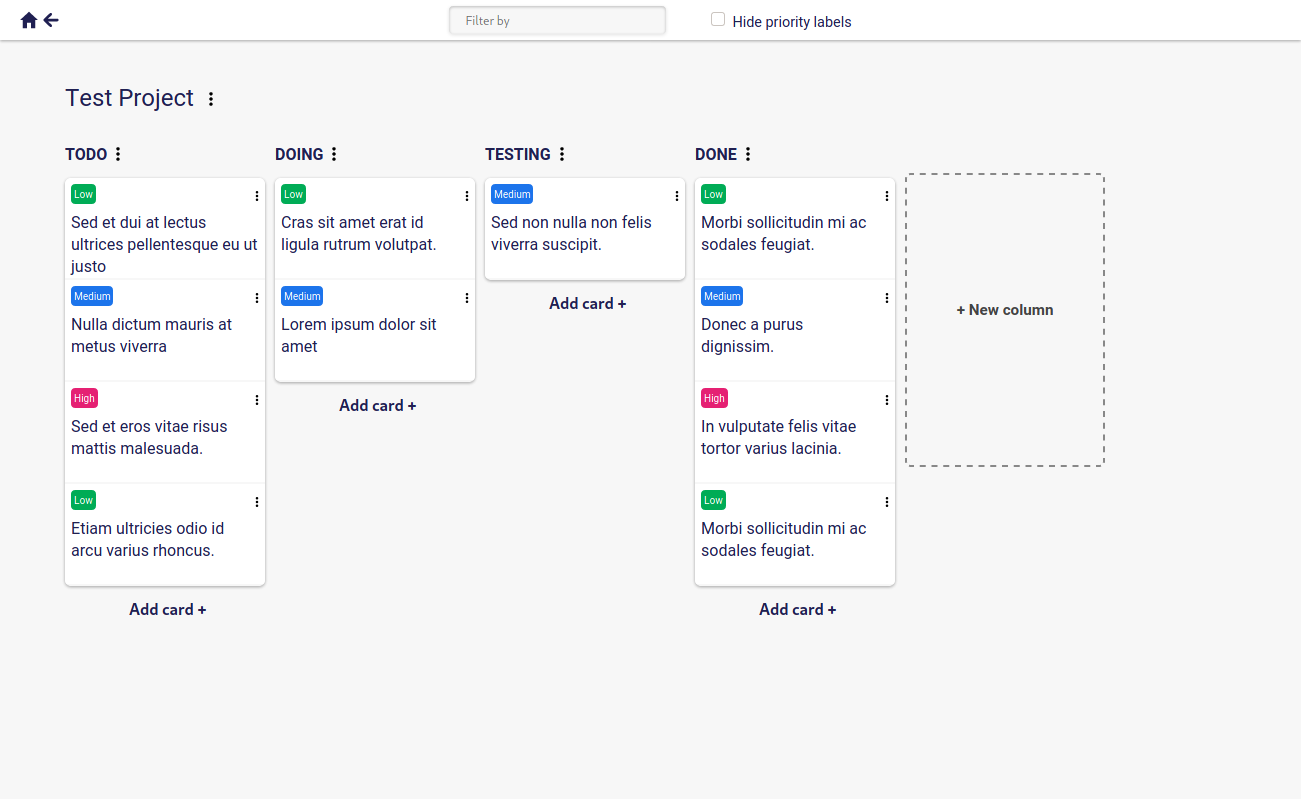 Filter by
Hide priority labels
Test Project
TODO
Low
Sed et dui at lectus
ultrices pellentesque eu ut
justo
Medium
Nulla dictum mauris at
metus viverra
High
Sed et eros vitae risus
mattis malesuada.
Low
Etiam ultricies odio id
arcu varius rhoncus.
Add card +
DOING
Low
Cras sit amet erat id
ligula rutrum volutpat.
Medium
Lorem ipsum dolor sit
amet
Add card +
TESTING
Medium
Sed non nulla non felis
viverra suscipit.
Add card +
DONE
Low
Morbi sollicitudin mi ac
sodales feugiat.
Medium
Donec a purus
dignissim.
High
In vulputate felis vitae
tortor varius lacinia.
Low
Morbi sollicitudin mi ac
sodales feugiat.
Add card +
+ New column